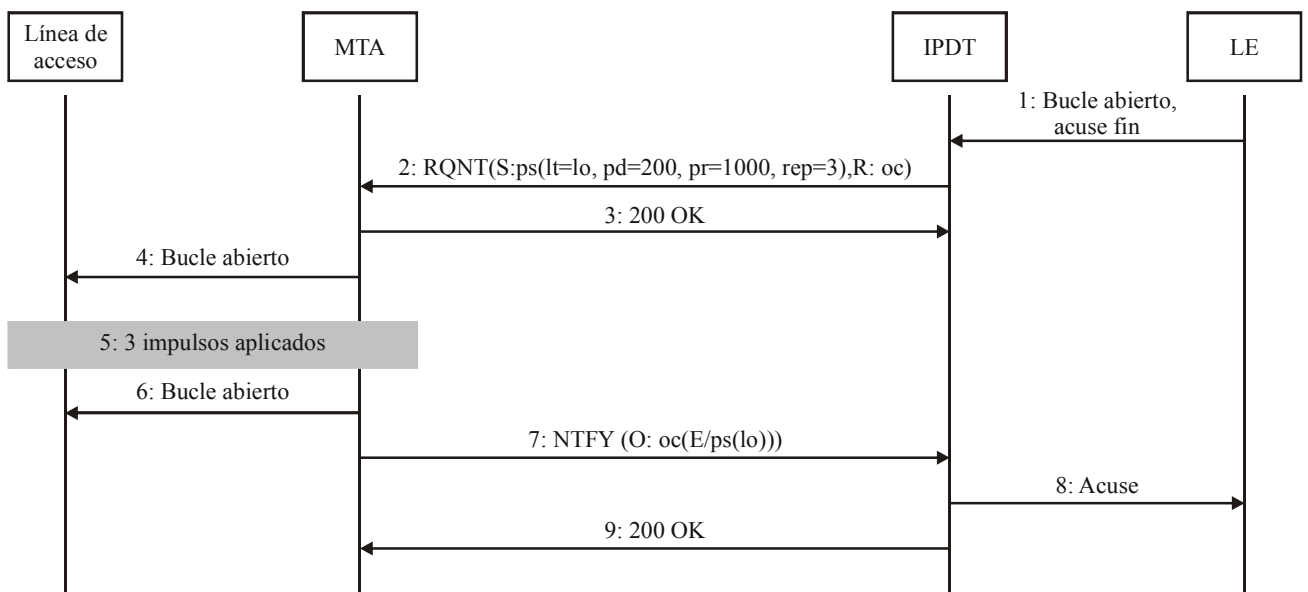 Línea de
acceso
MTA
IPDT
LE
1: Bucle abierto,
acuse fin
2: RQNT(S:ps(lt=lo, pd=200, pr=1000, rep=3),R: oc)
3: 200 OK
4: Bucle abierto
5: 3 impulsos aplicados
6: Bucle abierto
7: NTFY (O: oc(E/ps(lo)))
8: Acuse
9: 200 OK